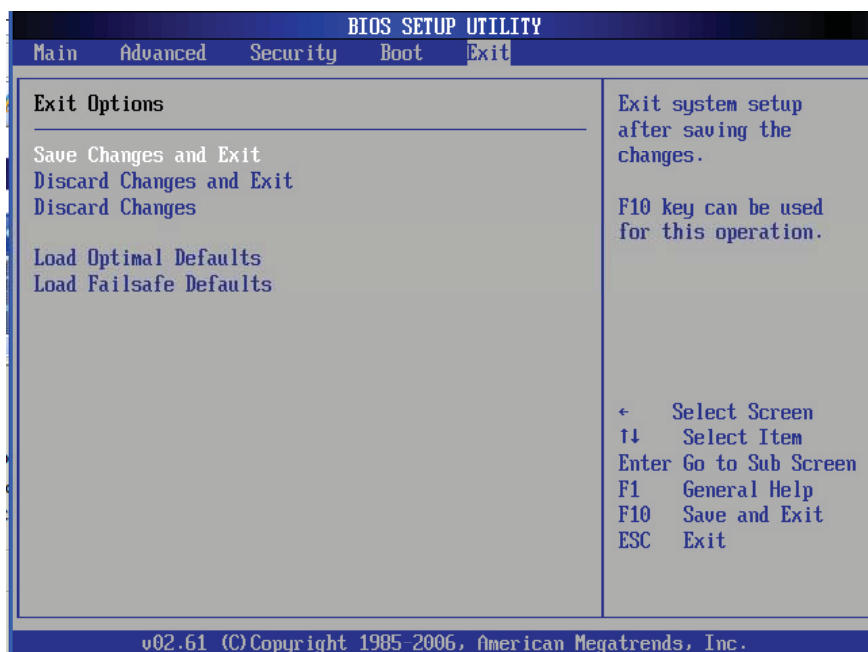 BIOS SETUP UTILITY
Main Advanced Security Boot Exit
Exit Options
Save Changes and Exit
Discard Changes and Exit
Discard Changes
Load Optimal Defaults
Load Failsafe Defaults
Exit system setup
after saving the
changes.
F10 key can be used
for this operation.
← Select Screen
↑↓ Select Item
Enter Go to Sub Screen
F1 General Help
F10 Save and Exit
ESC Exit
v02.61 (C)Copyright 1985-2006, American Megatrends, Inc.